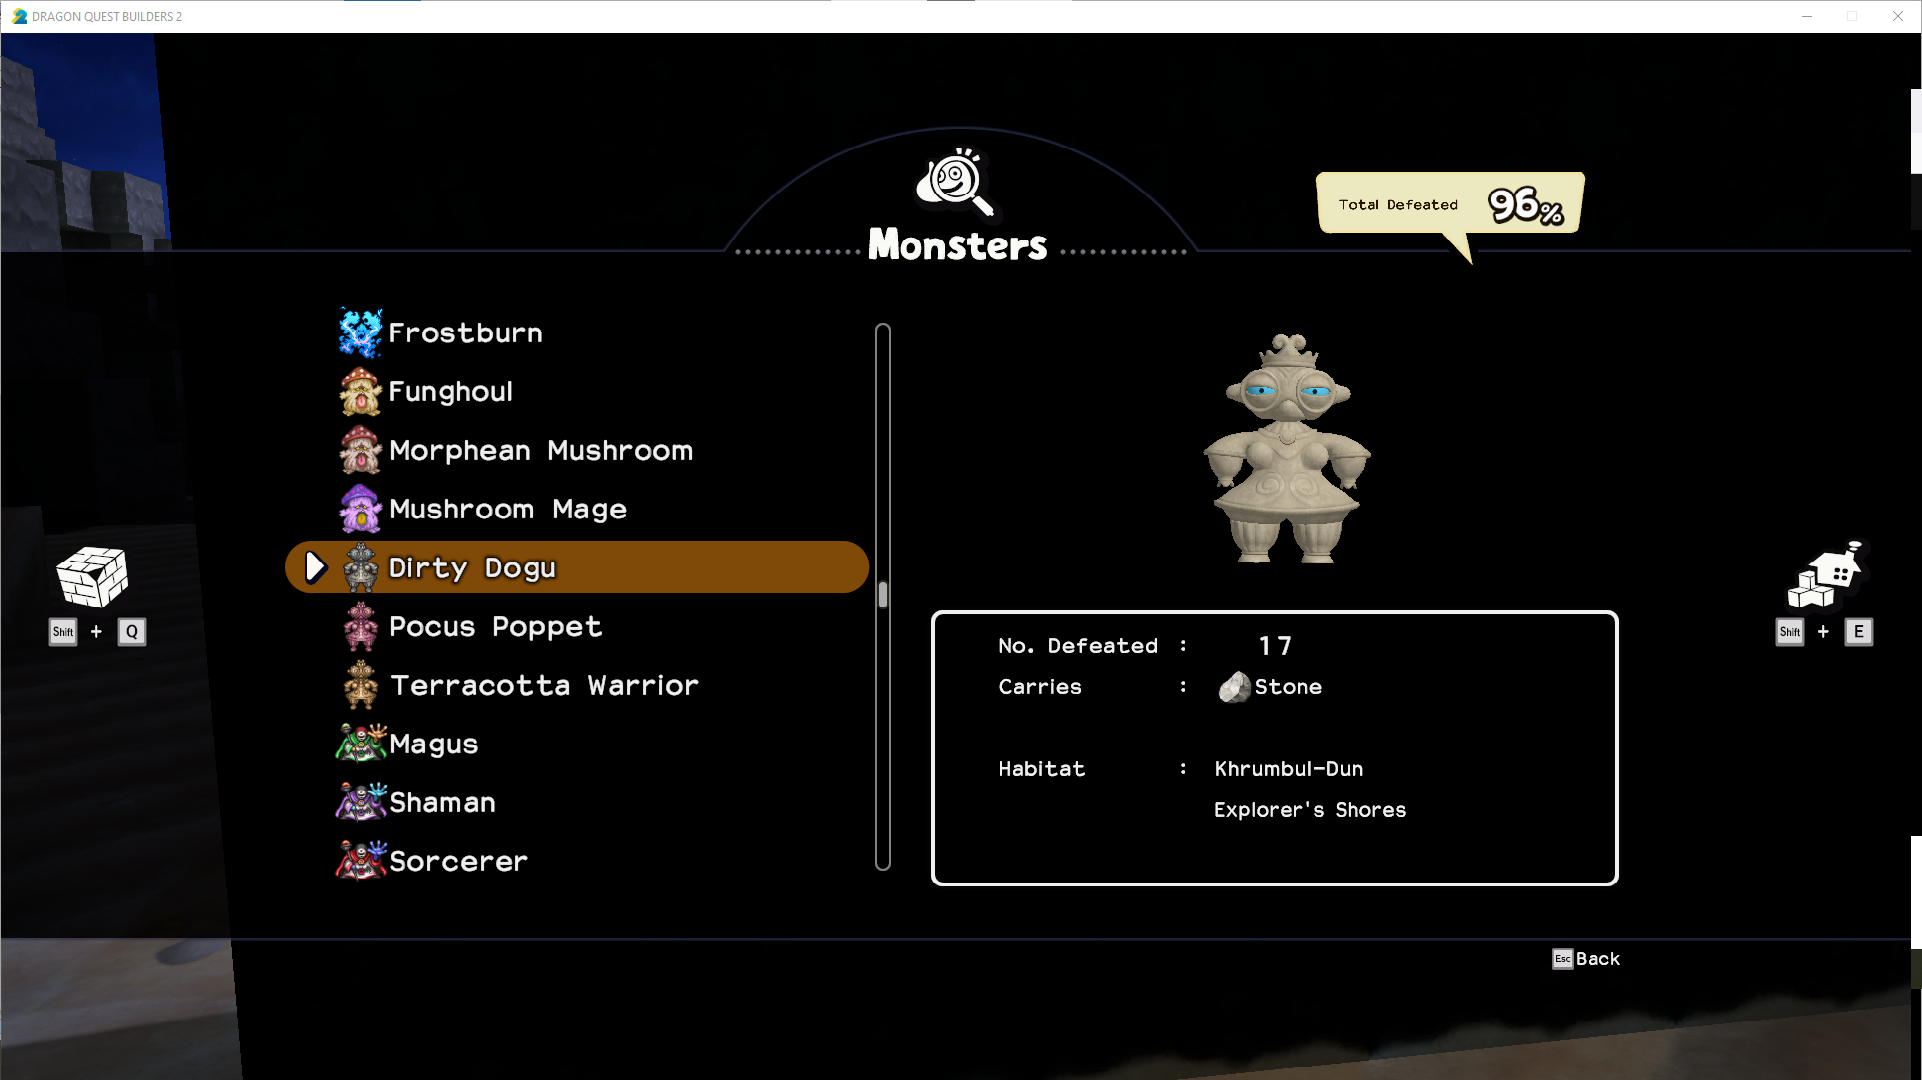 DRAGON QUEST BUILDERS 2
Total Defeated 96%
Monsters
Frostburn
Funghoul
Morphean Mushroom
Mushroom Mage
Dirty Dogu
Pocus Poppet
Terracotta Warrior
Magus
Shaman
Sorcerer
Shift + Q
No. Defeated : 17
Carries : Stone
Habitat : Khrumbul-Dun
Explorer's Shores
Shift + E
Esc Back